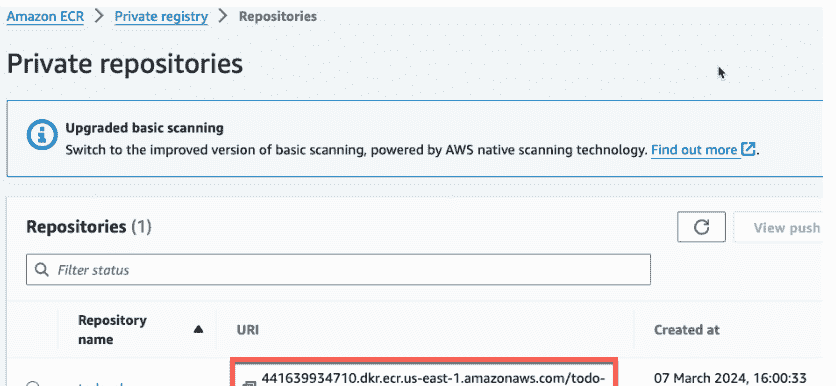 Amazon ECR > Private registry > Repositories
Private repositories
Upgraded basic scanning
Switch to the improved version of basic scanning, powered by AWS native scanning technology. Find out more.
Repositories (1)
View push
Filter status
Repository name
URI
Created at
441639934710.dkr.ecr.us-east-1.amazonaws.com/todo-
07 March 2024, 16:00:33